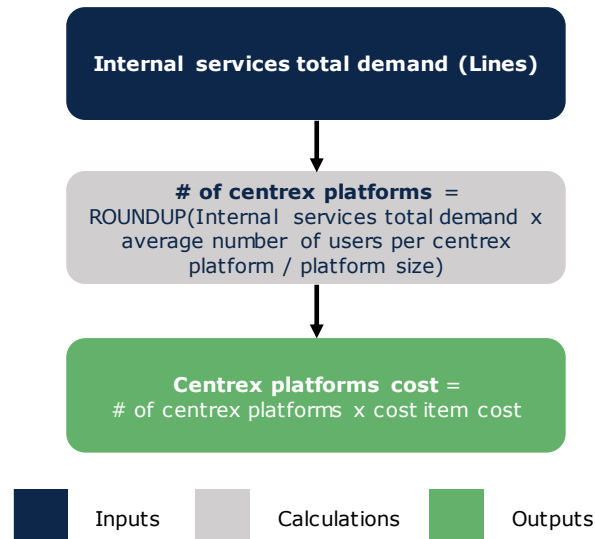 Internal services total demand (Lines)
# of centrex platforms =
ROUNDUP(Internal services total demand x
average number of users per centrex
platform / platform size)
Centrex platforms cost =
# of centrex platforms x cost item cost
Inputs
Calculations
Outputs